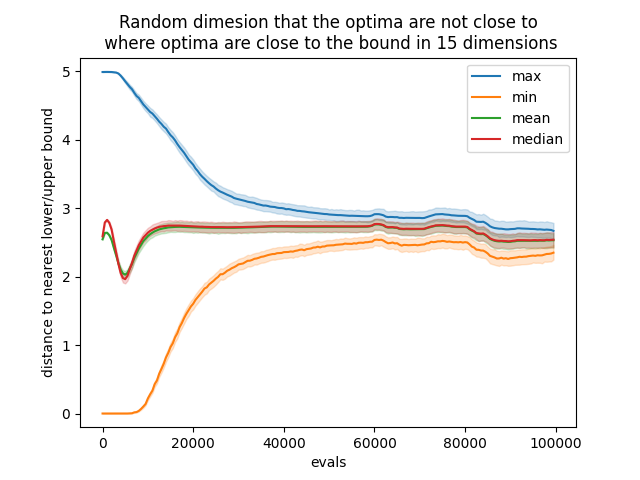 Random dimesion that the optima are not close to
where optima are close to the bound in 15 dimensions
distance to nearest lower/upper bound
5
4
3
2
1
0
max
min
mean
median
0
20000
40000
60000
80000
100000
evals